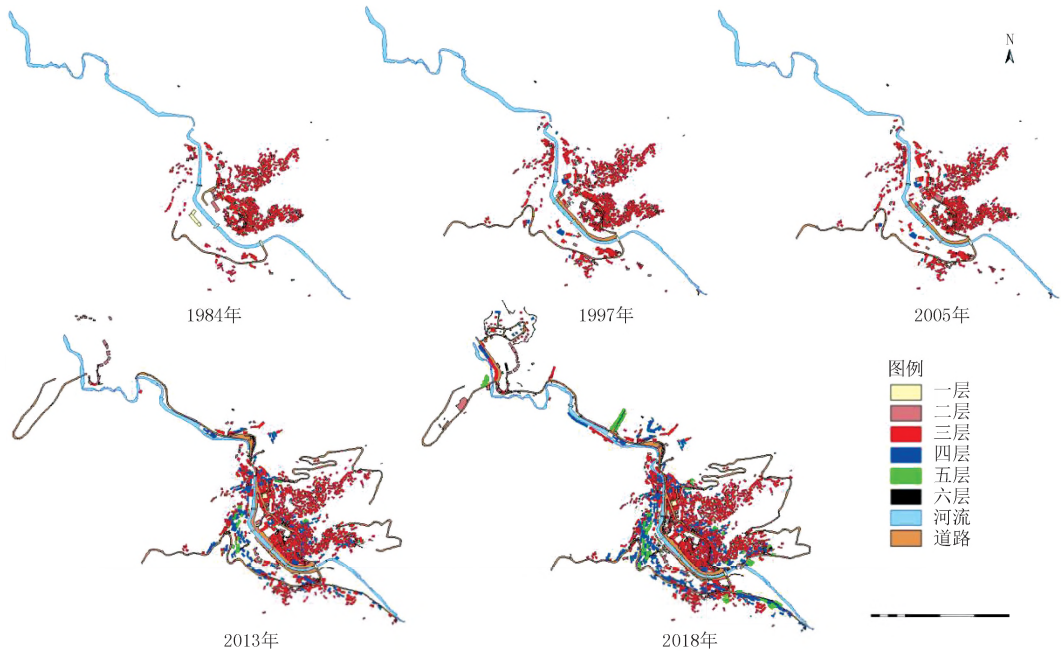 N
1984年
1997年
2005年
图例
一层
二层
三层
四层
五层
六层
河流
道路
2013年
2018年